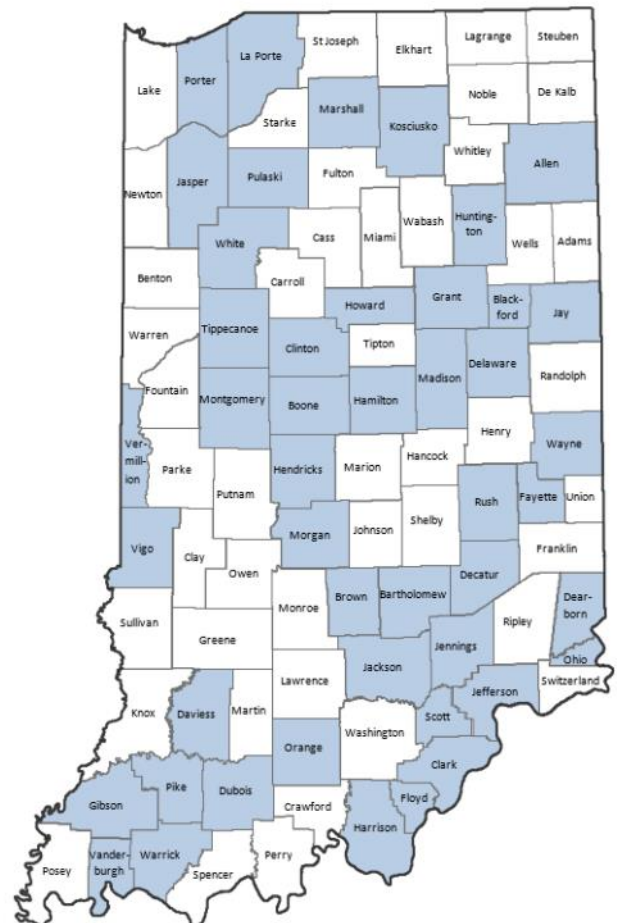 St Joseph
Elkhart
Lagrange
Steuben
La Porte
Porter
Lake
Noble
De Kalb
Marshall
Starke
Kosciusko
Whitley
Allen
Fulton
Pulaski
Jasper
Newton
Wabash
Hunting-
ton
Cass
Miami
White
Wells
Adams
Benton
Carroll
Grant
Howard
Black-
ford
Jay
Tippecanoe
Warren
Clinton
Tipton
Delaware
Madison
Randolph
Fountain
Montgomery
Boone
Hamilton
Henry
Wayne
Ver-
mill-
ion
Parke
Hendricks
Marion
Hancock
Putnam
Fayette
Union
Rush
Morgan
Johnson
Shelby
Vigo
Clay
Franklin
Owen
Decatur
Brown
Bartholomew
Dear-
born
Monroe
Sullivan
Ripley
Greene
Jennings
Ohio
Jackson
Switzerland
Lawrence
Jefferson
Knox
Daviess
Martin
Scott
Washington
Orange
Clark
Pike
Dubois
Floyd
Gibson
Crawford
Harrison
Vander-
burgh
Warrick
Perry
Posey
Spencer